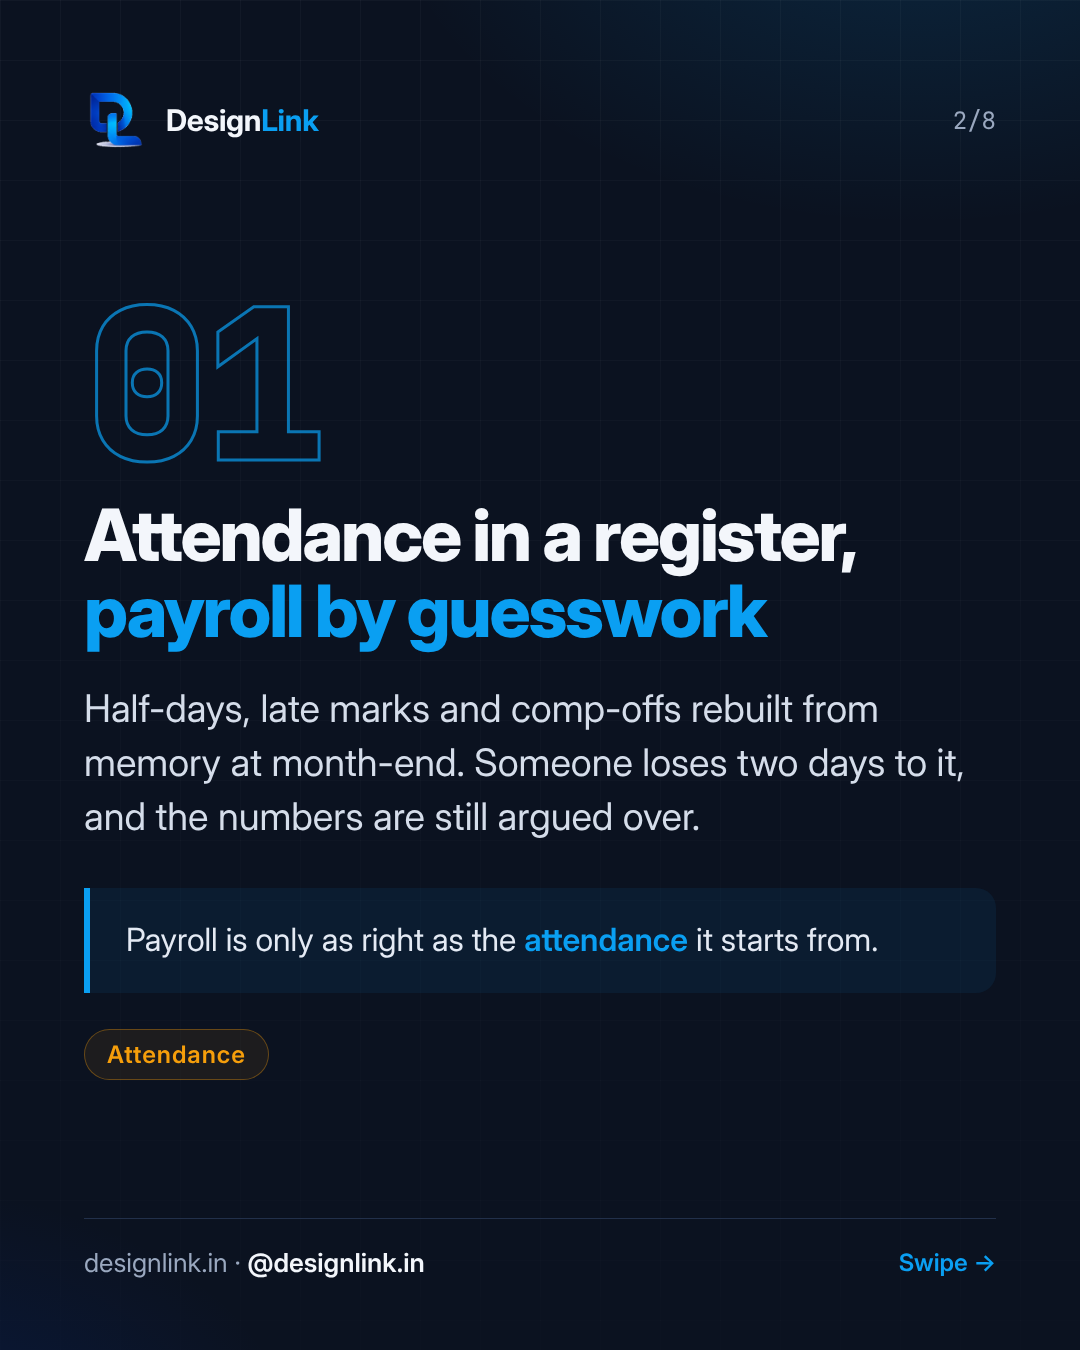 DesignLink
2/8
01
Attendance in a register,
payroll by guesswork
Half-days, late marks and comp-offs rebuilt from
memory at month-end. Someone loses two days to it,
and the numbers are still argued over.
Payroll is only as right as the attendance it starts from.
Attendance
designlink.in · @designlink.in
Swipe →